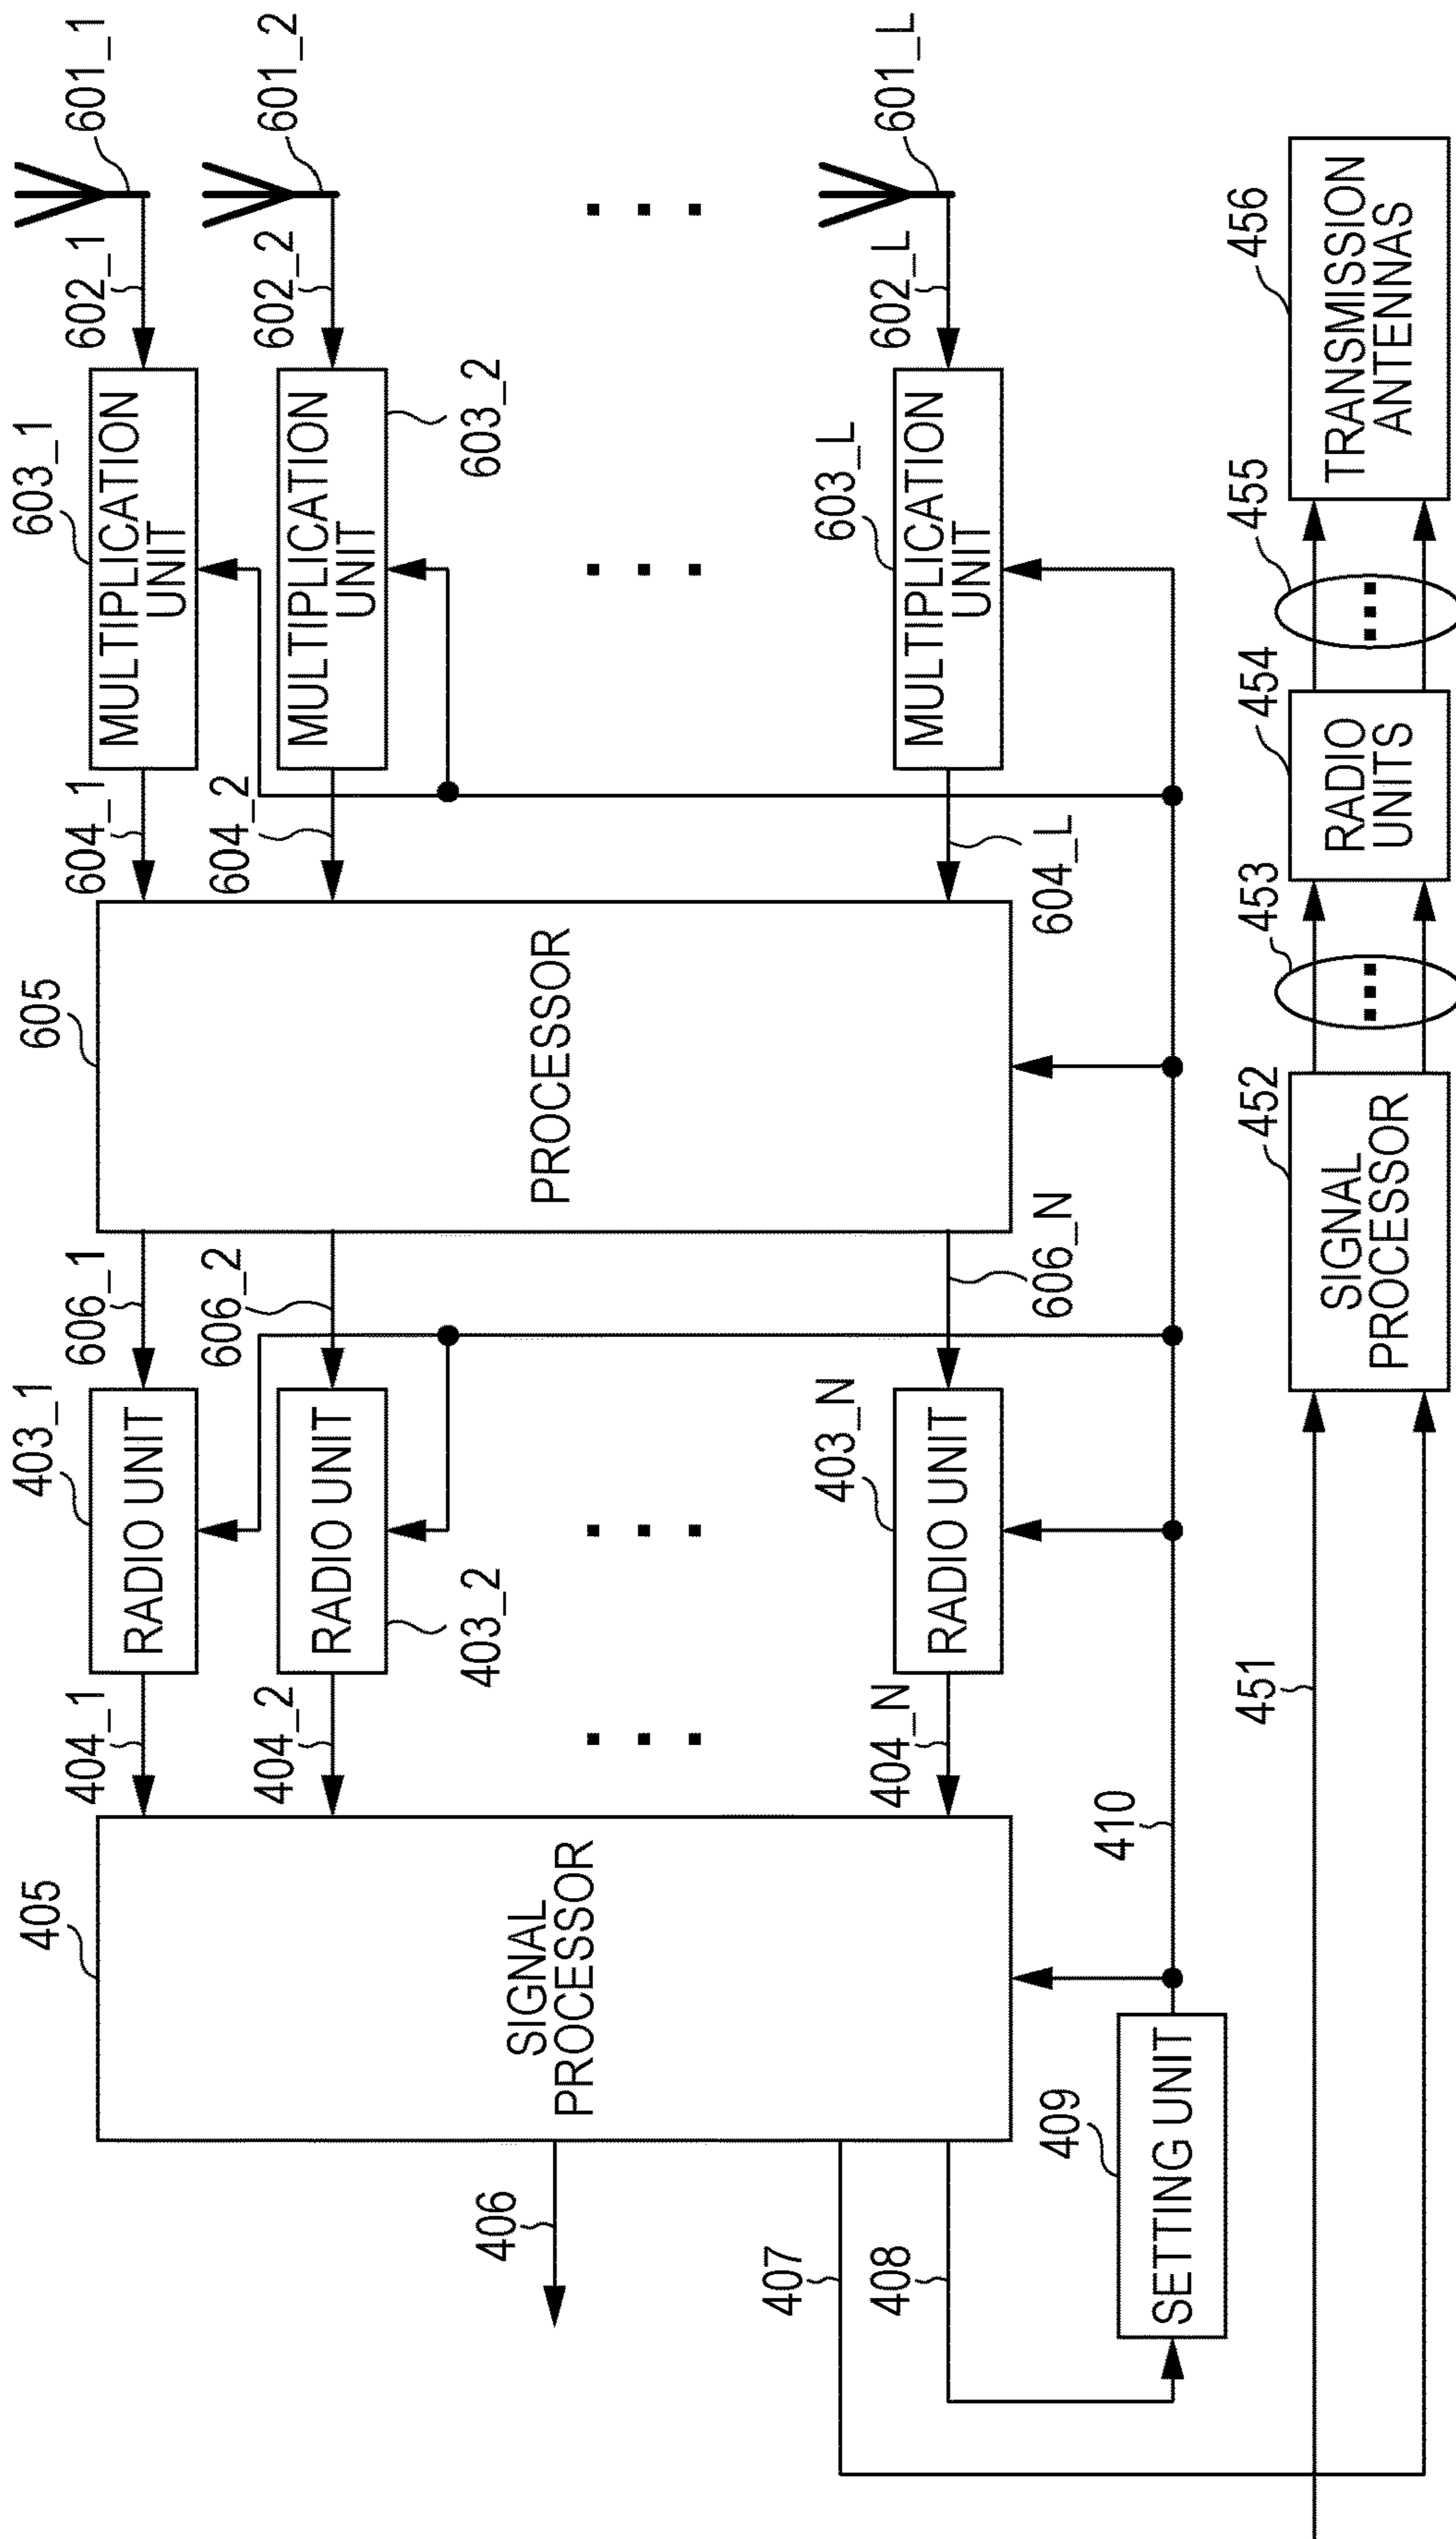 601_1
602_1
603_1
MULTIPLICATION
UNIT
604_1
605
PROCESSOR
606_1
403_1
RADIO UNIT
404_1
405
SIGNAL
PROCESSOR
601_2
602_2
603_2
MULTIPLICATION
UNIT
604_2
606_2
403_2
RADIO UNIT
404_2
406
601_L
602_L
603_L
MULTIPLICATION
UNIT
604_L
606_N
403_N
RADIO UNIT
404_N
407
408
409
SETTING UNIT
410
451
452
SIGNAL
PROCESSOR
453
454
RADIO
UNITS
455
456
TRANSMISSION
ANTENNAS